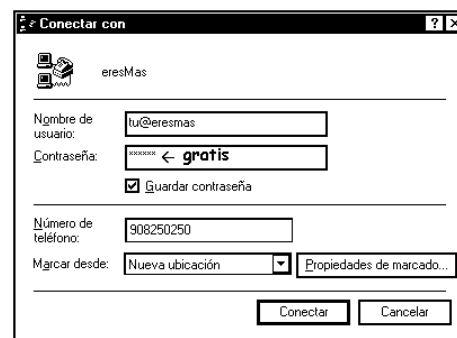 Conectar con
eresMas
Nombre de
usuario:
tu@eresmas
Contraseña:
****** ← gratis
Guardar contraseña
Número de
teléfono:
908250250
Marcar desde:
Nueva ubicación
Propiedades de marcado...
Conectar
Cancelar